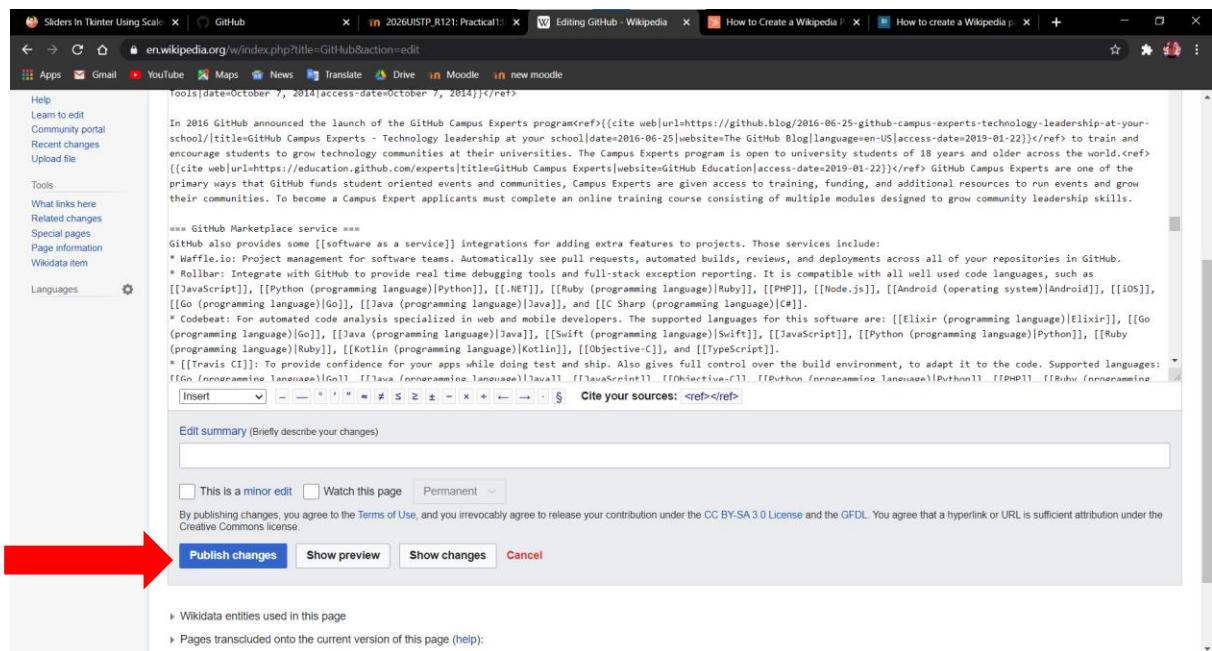 Sliders In Tkinter Using Scale
GitHub
2026UISTP_R121: Practical1:
Editing GitHub - Wikipedia
How to Create a Wikipedia P
How to create a Wikipedia p
en.wikipedia.org/w/index.php?title=GitHub&action=edit
Apps Gmail YouTube Maps News Translate Drive Moodle new moodle
Help
Learn to edit
Community portal
Recent changes
Upload file
Tools
What links here
Related changes
Special pages
Page information
Wikidata item
Languages
Tools|date=October 7, 2014|access-date=October 7, 2014}}</ref>
In 2016 GitHub announced the launch of the GitHub Campus Experts program<ref>{{cite web|url=https://github.blog/2016-06-25-github-campus-experts-technology-leadership-at-your-
school/|title=GitHub Campus Experts - Technology leadership at your school|date=2016-06-25|website=The GitHub Blog|language=en-US|access-date=2019-01-22}}</ref> to train and
encourage students to grow technology communities at their universities. The Campus Experts program is open to university students of 18 years and older across the world.<ref>
{{cite web|url=https://education.github.com/experts|title=GitHub Campus Experts|website=GitHub Education|access-date=2019-01-22}}</ref> GitHub Campus Experts are one of the
primary ways that GitHub funds student oriented events and communities, Campus Experts are given access to training, funding, and additional resources to run events and grow
their communities. To become a Campus Expert applicants must complete an online training course consisting of multiple modules designed to grow community leadership skills.
=== GitHub Marketplace service ===
GitHub also provides some [[software as a service]] integrations for adding extra features to projects. Those services include:
* Waffle.io: Project management for software teams. Automatically see pull requests, automated builds, reviews, and deployments across all of your repositories in GitHub.
* Rollbar: Integrate with GitHub to provide real time debugging tools and full-stack exception reporting. It is compatible with all well used code languages, such as
[[JavaScript]], [[Python (programming language)|Python]], [[.NET]], [[Ruby (programming language)|Ruby]], [[PHP]], [[Node.js]], [[Android (operating system)|Android]], [[iOS]],
[[Go (programming language)|Go]], [[Java (programming language)|Java]], and [[C Sharp (programming language)|C#]].
* Codebeat: For automated code analysis specialized in web and mobile developers. The supported languages for this software are: [[Elixir (programming language)|Elixir]], [[Go
(programming language)|Go]], [[Java (programming language)|Java]], [[Swift (programming language)|Swift]], [[JavaScript]], [[Python (programming language)|Python]], [[Ruby
(programming language)|Ruby]], [[Kotlin (programming language)|Kotlin]], [[Objective-C]], and [[TypeScript]].
* [[Travis CI]]: To provide confidence for your apps while doing test and ship. Also gives full control over the build environment, to adapt it to the code. Supported languages:
[[Go (programming language)|Go]], [[Java (programming language)|Java]], [[JavaScript]], [[Objective-C]], [[Python (programming language)|Python]], [[PHP]], [[Ruby (programming
Insert – — ° ′ ″ ≈ ≠ ≤ ≥ ± − × ÷ ← → · § Cite your sources: <ref></ref>
Edit summary (Briefly describe your changes)
This is a minor edit Watch this page Permanent
By publishing changes, you agree to the Terms of Use, and you irrevocably agree to release your contribution under the CC BY-SA 3.0 License and the GFDL. You agree that a hyperlink or URL is sufficient attribution under the
Creative Commons license.
Publish changes Show preview Show changes Cancel
Wikidata entities used in this page
Pages transcluded onto the current version of this page (help):